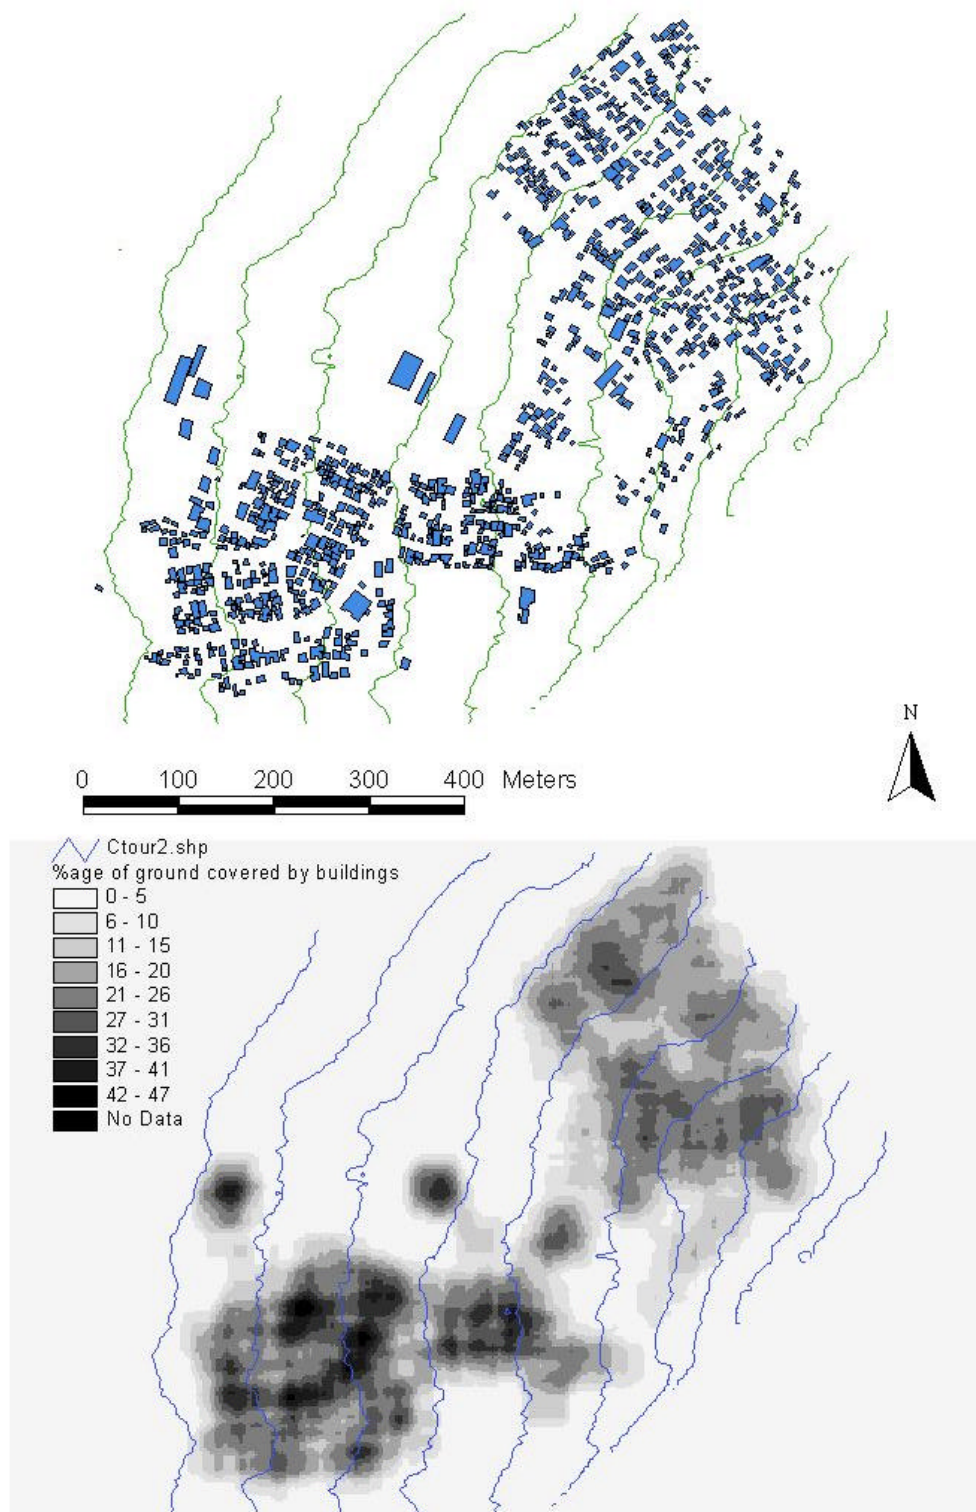 N
0 100 200 300 400 Meters
Ctour2.shp
%age of ground covered by buildings
0 - 5
6 - 10
11 - 15
16 - 20
21 - 26
27 - 31
32 - 36
37 - 41
42 - 47
No Data